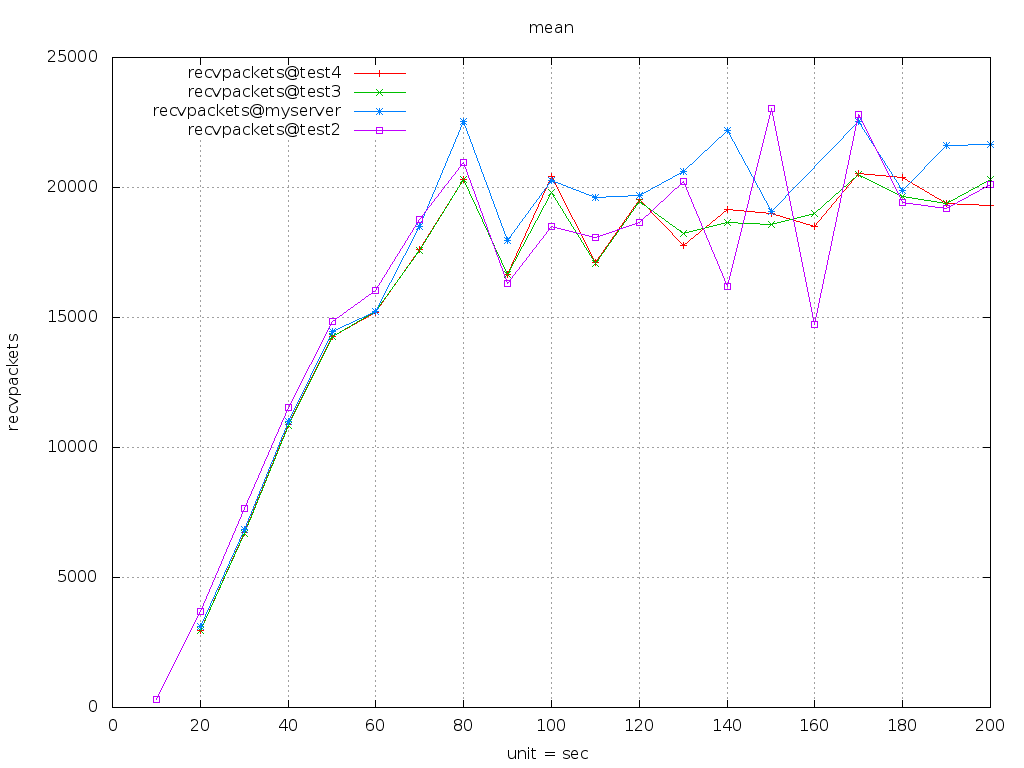 mean
25000
20000
15000
10000
5000
0
recvpackets
recvpackets@test4
recvpackets@test3
recvpackets@myserver
recvpackets@test2
0 20 40 60 80 100 120 140 160 180 200
unit = sec